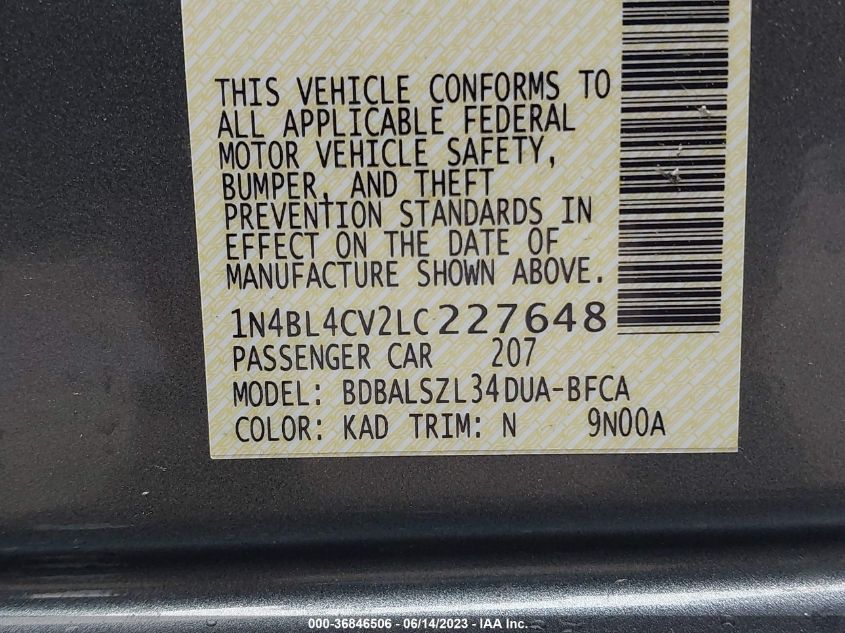 THIS VEHICLE CONFORMS TO
ALL APPLICABLE FEDERAL
MOTOR VEHICLE SAFETY,
BUMPER, AND THEFT
PREVENTION STANDARDS IN
EFFECT ON THE DATE OF
MANUFACTURE SHOWN ABOVE.
1N4BL4CV2LC227648
PASSENGER CAR 207
MODEL: BDBALSZL34DUA-BFCA
COLOR: KAD TRIM: N 9N00A
000-36846506 - 06/14/2023 - IAA Inc.